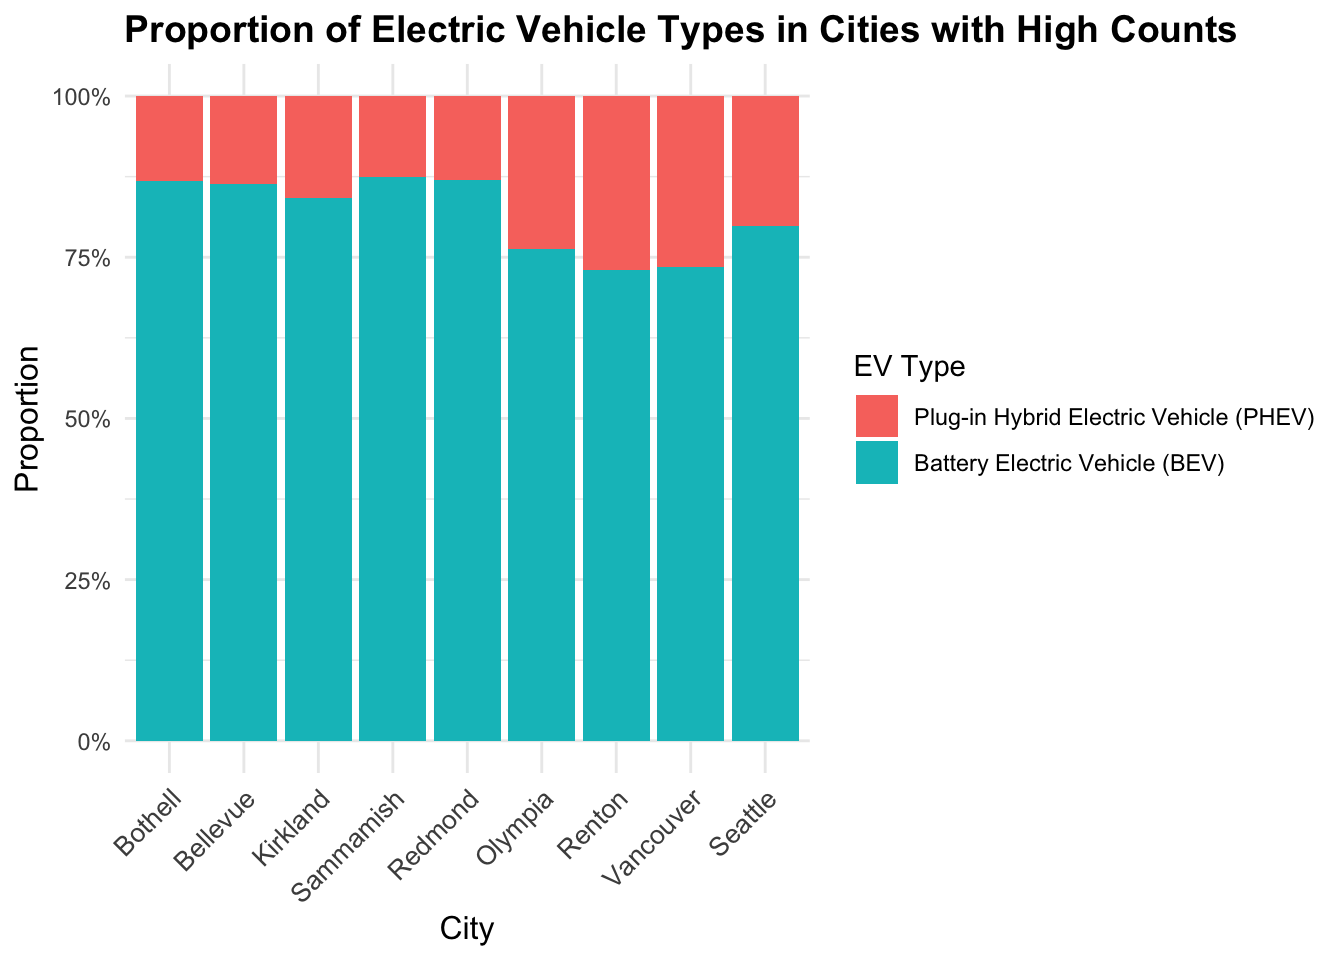 Proportion of Electric Vehicle Types in Cities with High Counts
Proportion
100%
75%
50%
25%
0%
Bothell
Bellevue
Kirkland
Sammamish
Redmond
Olympia
Renton
Vancouver
Seattle
City
EV Type
Plug-in Hybrid Electric Vehicle (PHEV)
Battery Electric Vehicle (BEV)